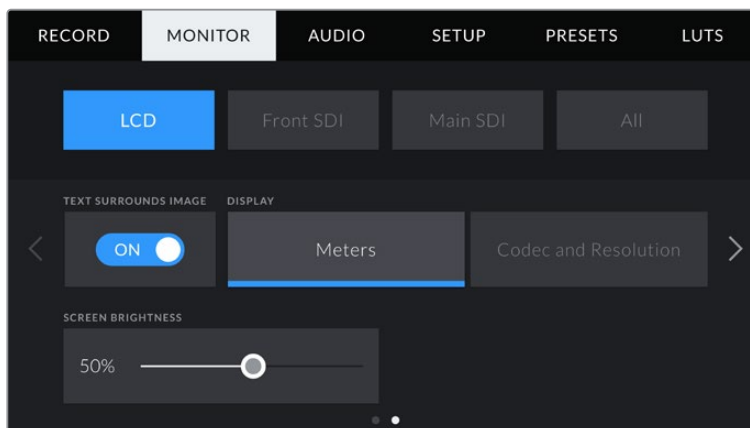 RECORD MONITOR AUDIO SETUP PRESETS LUTS
LCD Front SDI Main SDI All
TEXT SURROUNDS IMAGE DISPLAY
ON Meters Codec and Resolution
SCREEN BRIGHTNESS
50%